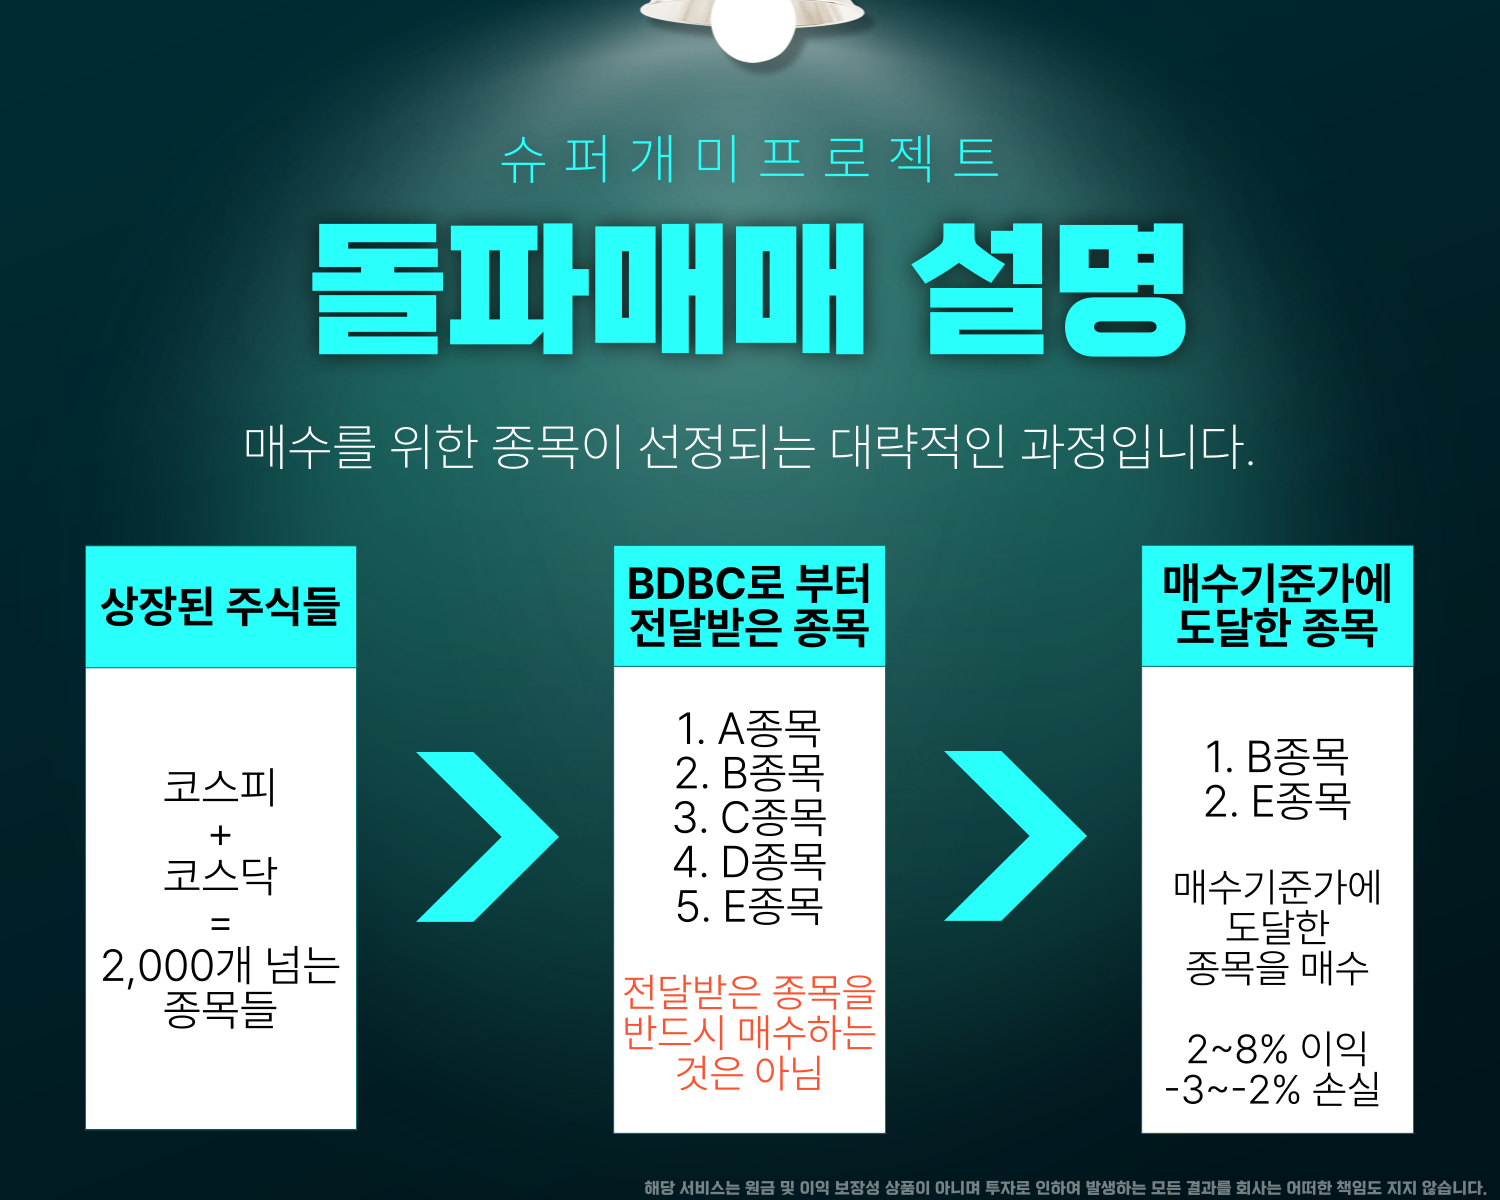 슈퍼개미프로젝트
돌파매매 설명
매수를 위한 종목이 선정되는 대략적인 과정입니다.
상장된 주식들
코스피
+
코스닥
=
2,000개 넘는
종목들
BDBC로 부터
전달받은 종목
1. A종목
2. B종목
3. C종목
4. D종목
5. E종목
전달받은 종목을
반드시 매수하는
것은 아님
매수기준가에
도달한 종목
1. B종목
2. E종목
매수기준가에
도달한
종목을 매수
2~8% 이익
-3~-2% 손실
해당 서비스는 원금 및 이익 보장성 상품이 아니며 투자로 인하여 발생하는 모든 결과를 회사는 어떠한 책임도 지지 않습니다.